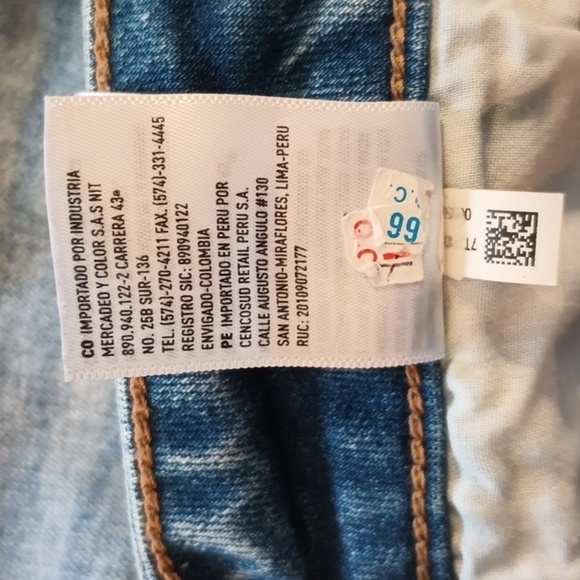 CO IMPORTADO POR INDUSTRIA
MERCADEO Y COLOR S.A.S NIT
890.940.122-2 CARRERA 43a
NO. 25B SUR-136
TEL. (574)-270-4211 FAX. (574)-331-4445
REGISTRO SIC: 890940122
ENVIGADO-COLOMBIA
PE IMPORTADO EN PERU POR
CENCOSUD RETAIL PERU S.A.
CALLE AUGUSTO ANGULO #130
SAN ANTONIO-MIRAFLORES, LIMA-PERU
RUC: 20109072177
66
C
7T